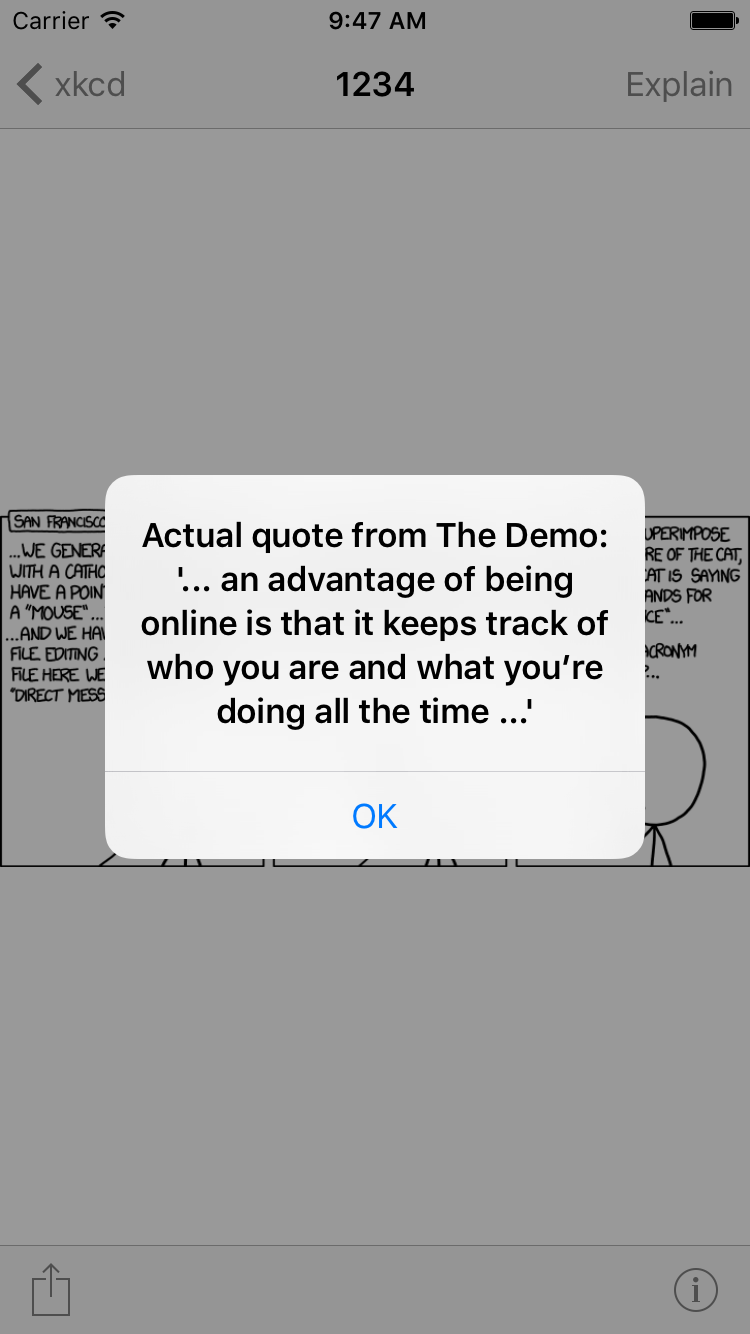 Carrier 9:47 AM
xkcd 1234 Explain
SAN FRANCISCO
...WE GENER
WITH A CATHO
HAVE A POIN
A "MOUSE"...
...AND WE HA
FILE EDITING
FILE HERE WE
"DIRECT MESS
Actual quote from The Demo:
'... an advantage of being
online is that it keeps track of
who you are and what you’re
doing all the time ...'
OK
UPERIMPOSE
RE OF THE CAT,
AT IS SAYING
ANDS FOR
CE"...
ACRONYM
?...